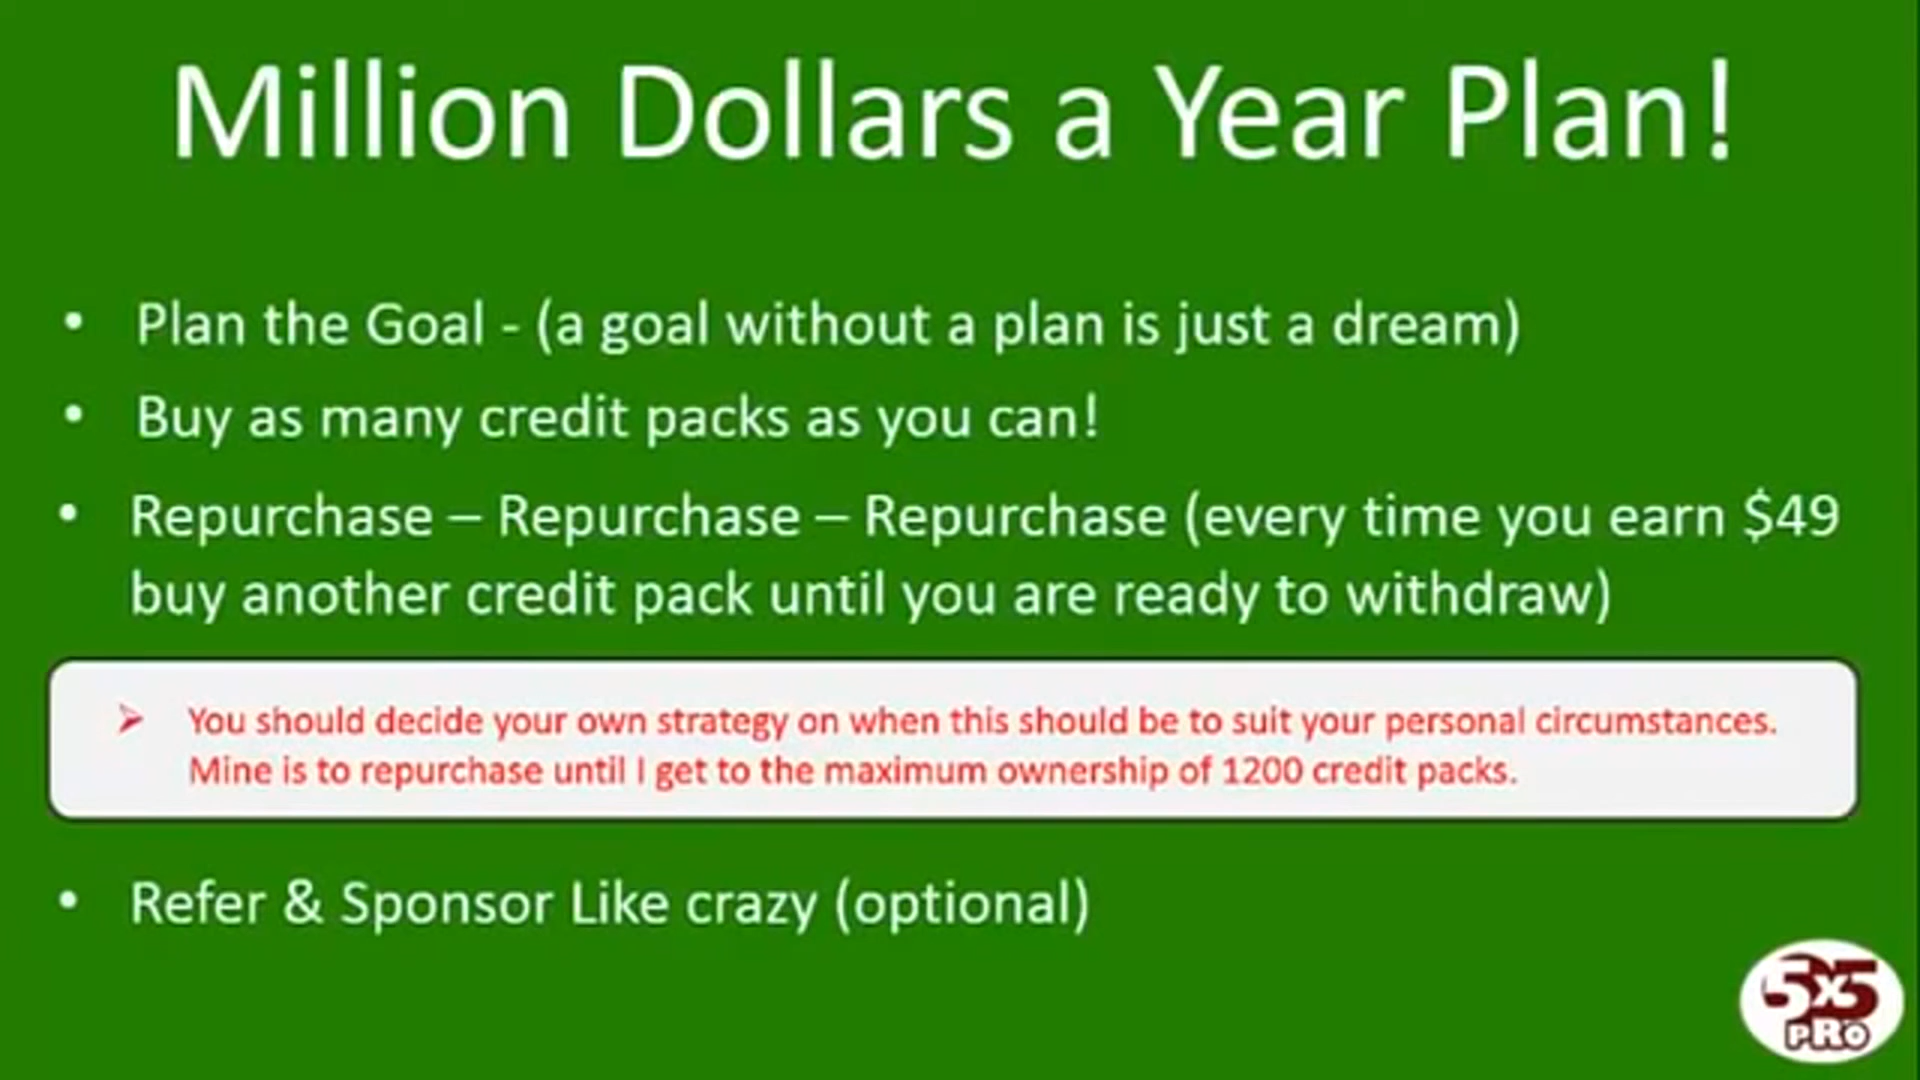 Million Dollars a Year Plan!
• Plan the Goal - (a goal without a plan is just a dream)
• Buy as many credit packs as you can!
• Repurchase – Repurchase – Repurchase (every time you earn $49
buy another credit pack until you are ready to withdraw)
➢ You should decide your own strategy on when this should be to suit your personal circumstances.
Mine is to repurchase until I get to the maximum ownership of 1200 credit packs.
• Refer & Sponsor Like crazy (optional)
5x5
PRo